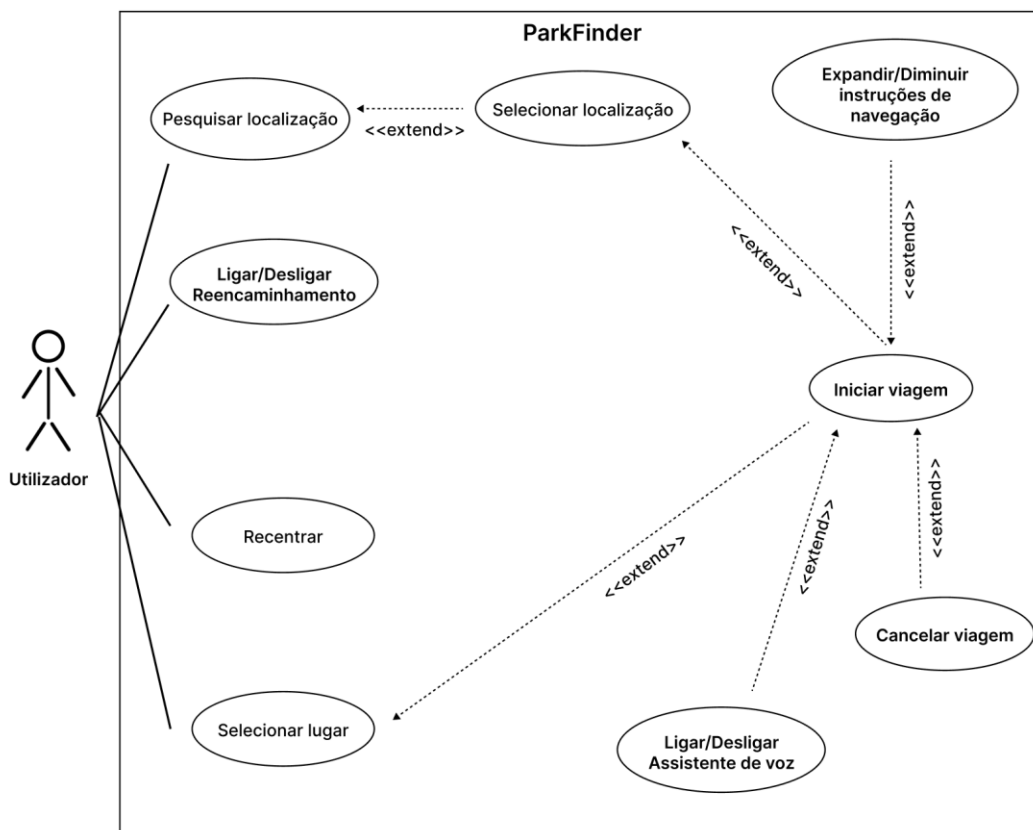 ParkFinder
Pesquisar localização
<<extend>>
Selecionar localização
Expandir/Diminuir
instruções de
navegação
<<extend>>
<<extend>>
Ligar/Desligar
Reencaminhamento
Iniciar viagem
Utilizador
Recentrar
<<extend>>
<<extend>>
<<extend>>
Cancelar viagem
Selecionar lugar
Ligar/Desligar
Assistente de voz